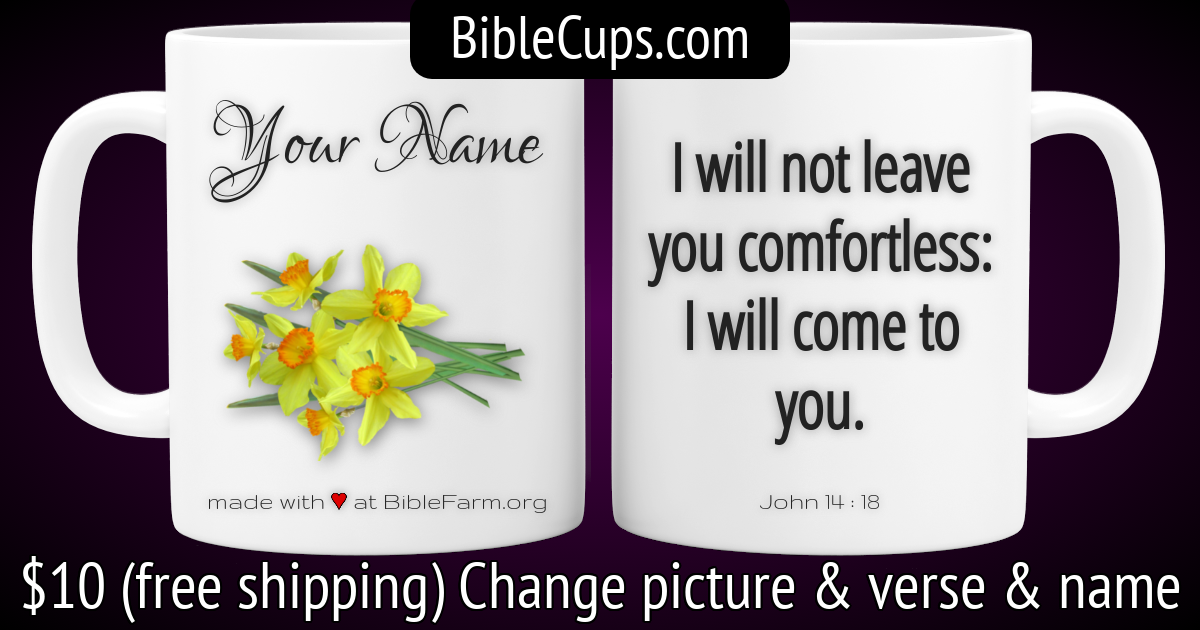 BibleCups.com
Your Name
made with ♥ at BibleFarm.org
I will not leave
you comfortless:
I will come to
you.
John 14 : 18
$10 (free shipping) Change picture & verse & name